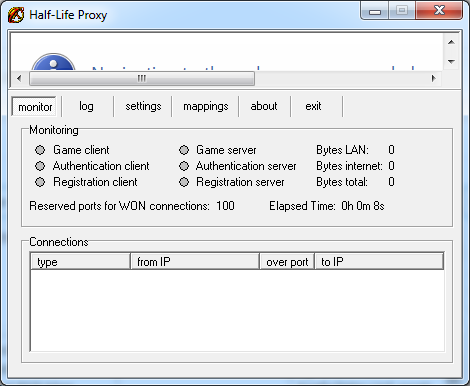 Half-Life Proxy
monitor log settings mappings about exit
Monitoring
Game client Game server Bytes LAN: 0
Authentication client Authentication server Bytes internet: 0
Registration client Registration server Bytes total: 0
Reserved ports for WON connections: 100 Elapsed Time: 0h 0m 8s
Connections
type from IP over port to IP